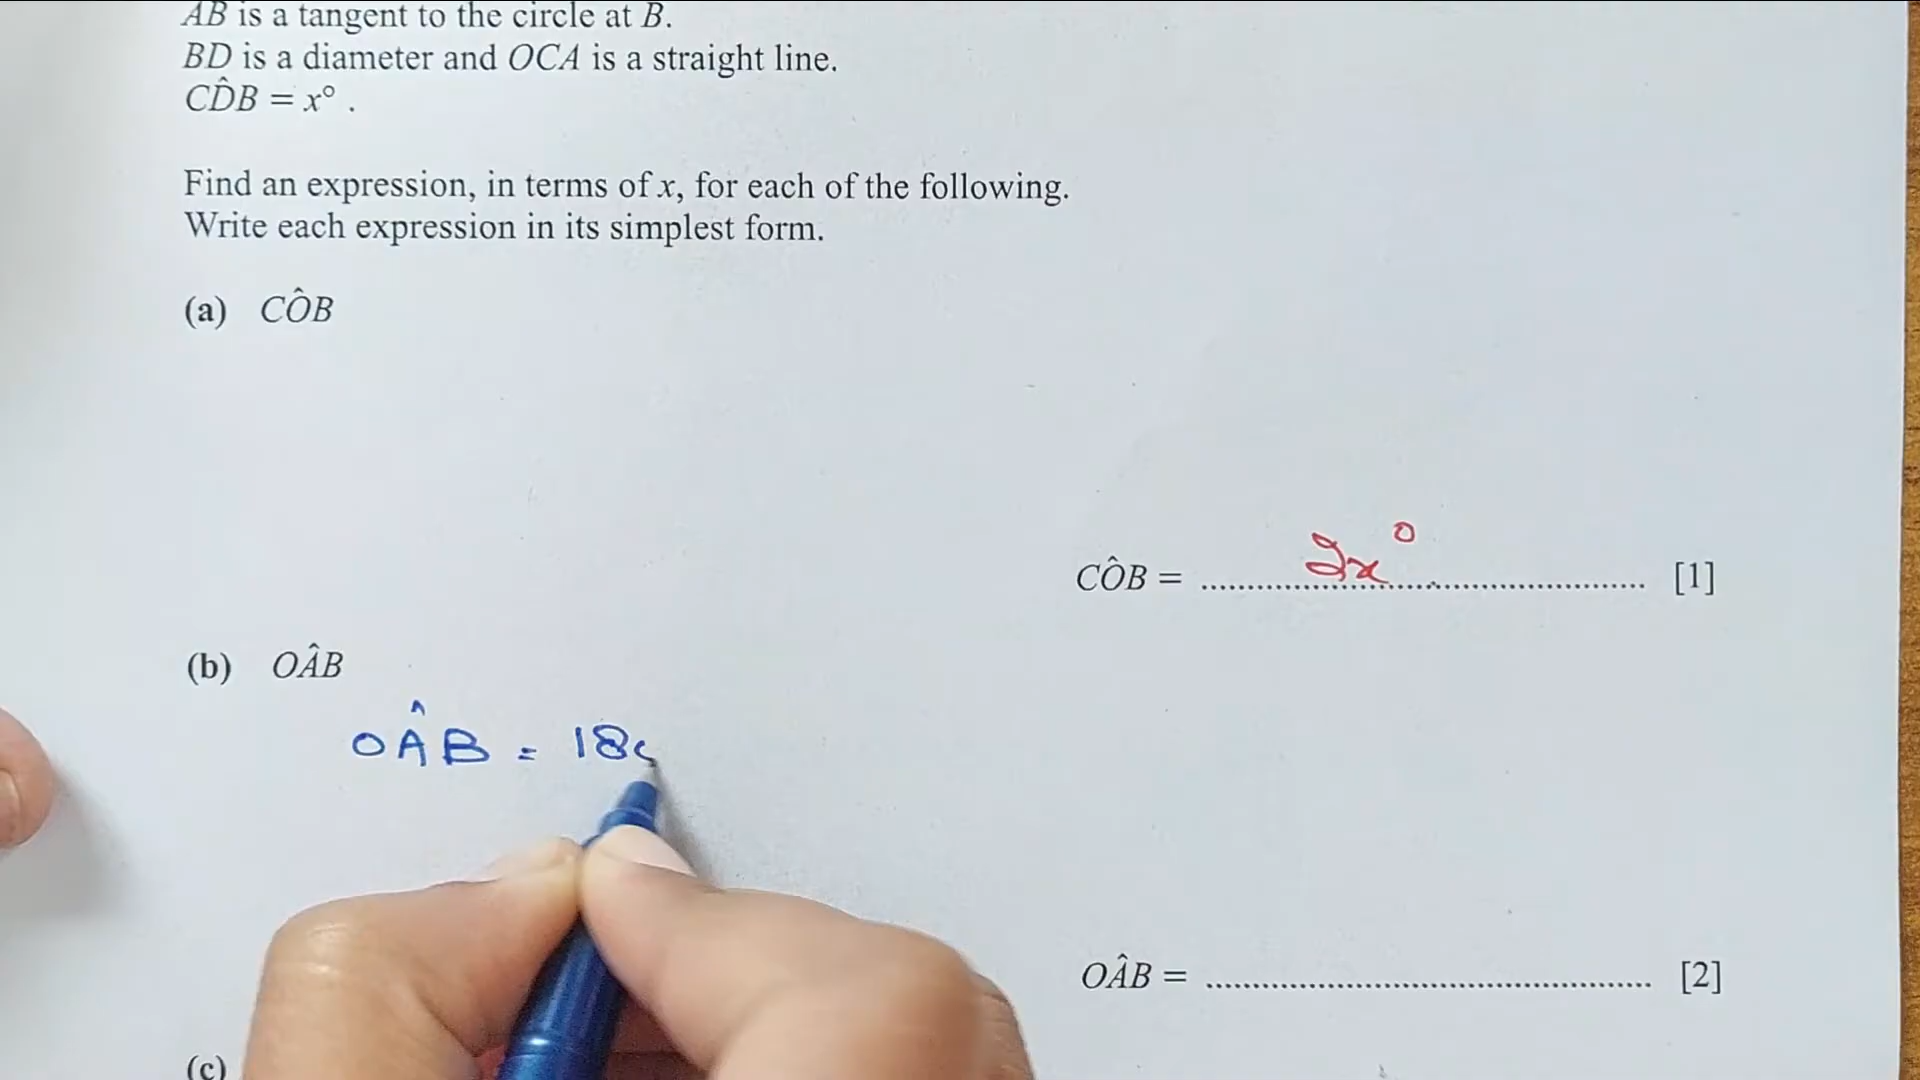 AB is a tangent to the circle at B.
BD is a diameter and OCA is a straight line.
CD̂B = x° .
Find an expression, in terms of x, for each of the following.
Write each expression in its simplest form.
(a) CÔB
CÔB = .......... 2x° .......... [1]
(b) OÂB
OÂB = 18
OÂB = .......... [2]
(c)